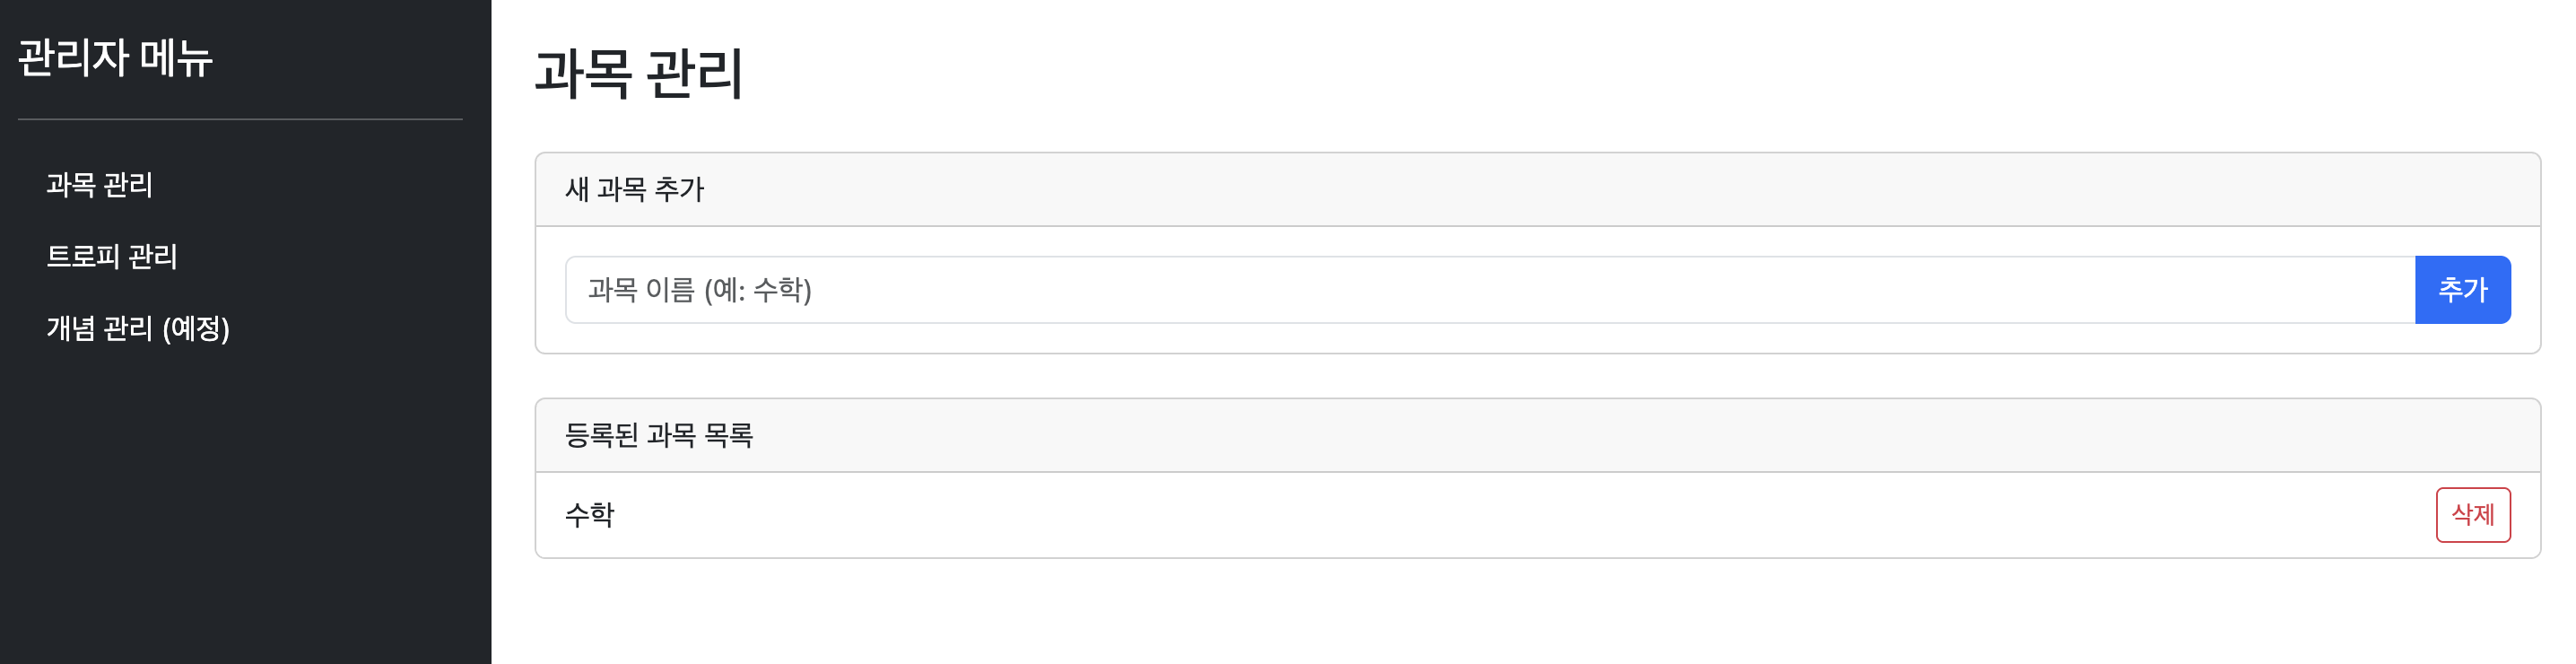 관리자 메뉴
과목 관리
트로피 관리
개념 관리 (예정)
과목 관리
새 과목 추가
과목 이름 (예: 수학)
추가
등록된 과목 목록
수학
삭제